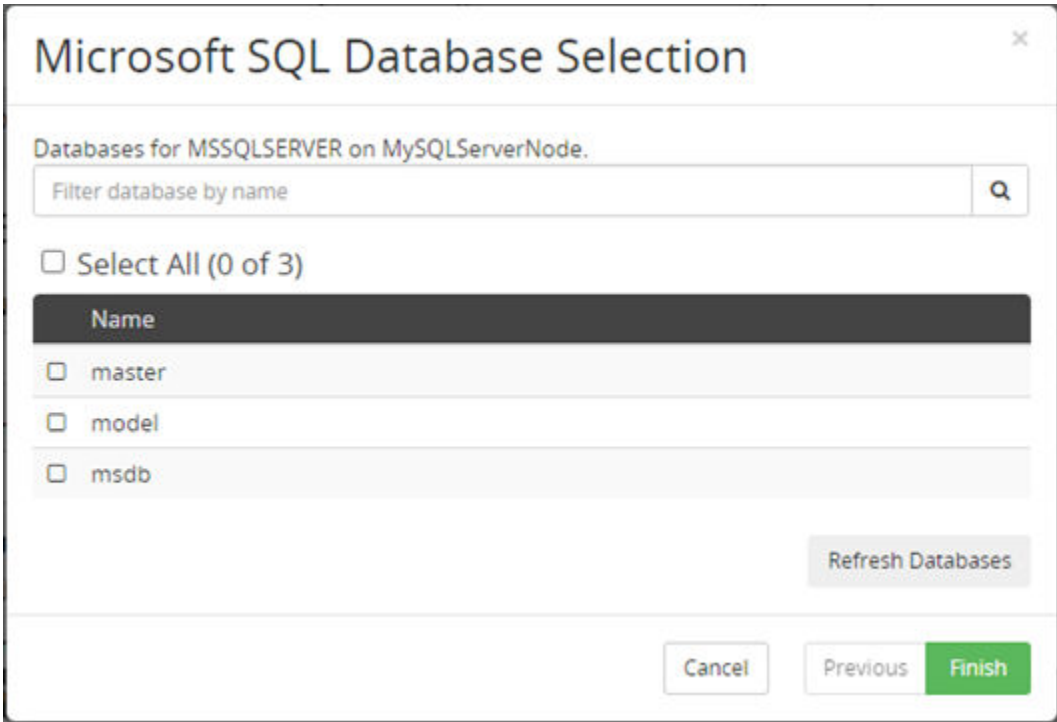 Microsoft SQL Database Selection
×
Databases for MSSQLSERVER on MySQLServerNode.
Filter database by name
Select All (0 of 3)
Name
master
model
msdb
Refresh Databases
Cancel Previous Finish